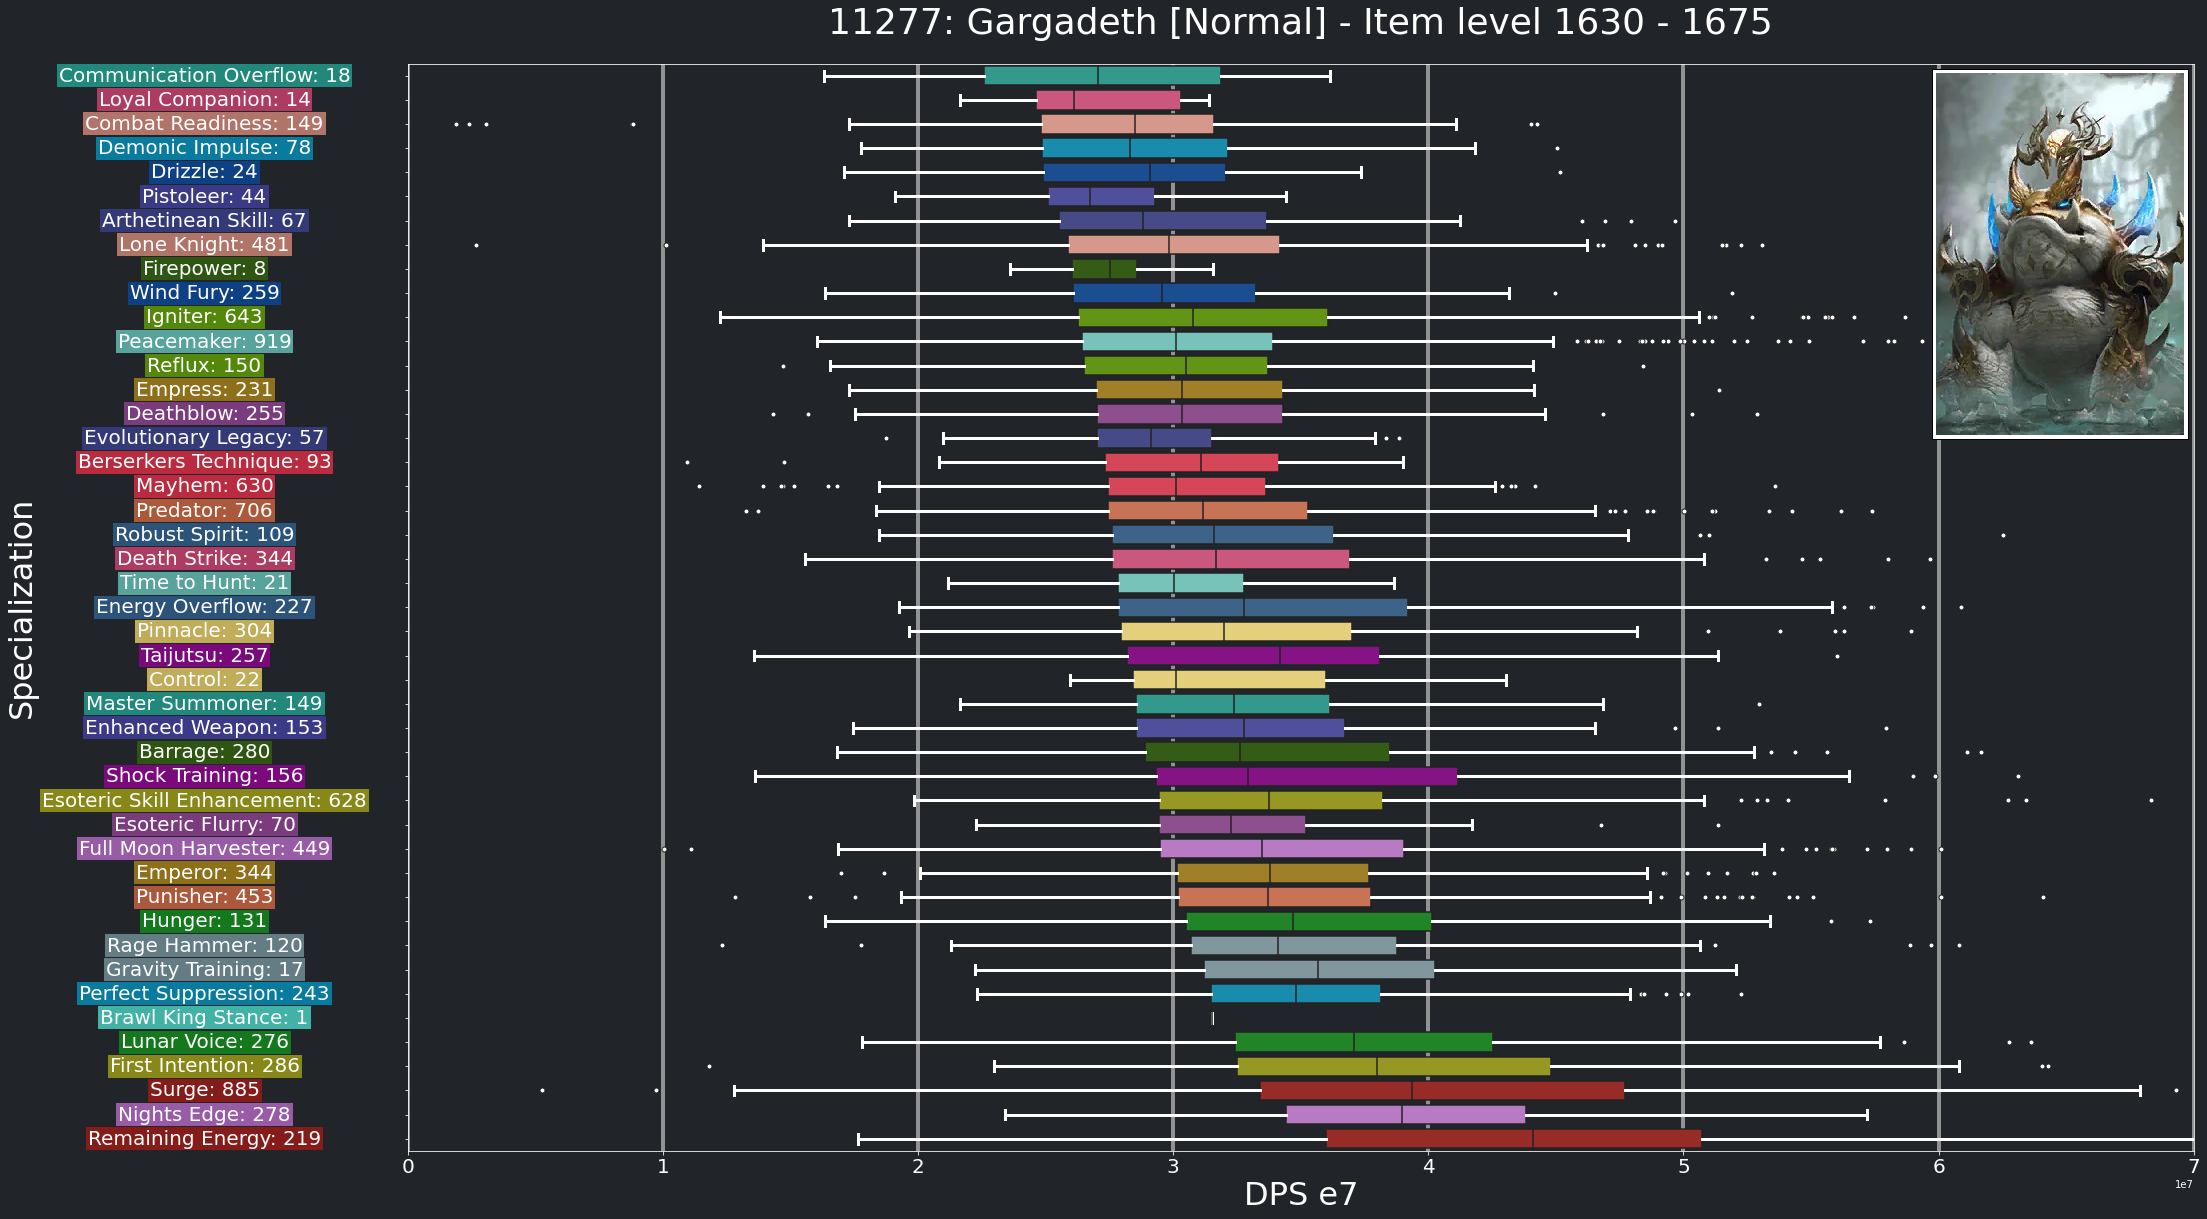 11277: Gargadeth [Normal] - Item level 1630 - 1675
Specialization
Communication Overflow: 18
Loyal Companion: 14
Combat Readiness: 149
Demonic Impulse: 78
Drizzle: 24
Pistoleer: 44
Arthetinean Skill: 67
Lone Knight: 481
Firepower: 8
Wind Fury: 259
Igniter: 643
Peacemaker: 919
Reflux: 150
Empress: 231
Deathblow: 255
Evolutionary Legacy: 57
Berserkers Technique: 93
Mayhem: 630
Predator: 706
Robust Spirit: 109
Death Strike: 344
Time to Hunt: 21
Energy Overflow: 227
Pinnacle: 304
Taijutsu: 257
Control: 22
Master Summoner: 149
Enhanced Weapon: 153
Barrage: 280
Shock Training: 156
Esoteric Skill Enhancement: 628
Esoteric Flurry: 70
Full Moon Harvester: 449
Emperor: 344
Punisher: 453
Hunger: 131
Rage Hammer: 120
Gravity Training: 17
Perfect Suppression: 243
Brawl King Stance: 1
Lunar Voice: 276
First Intention: 286
Surge: 885
Nights Edge: 278
Remaining Energy: 219
0 1 2 3 4 5 6 7
DPS e7
1e7